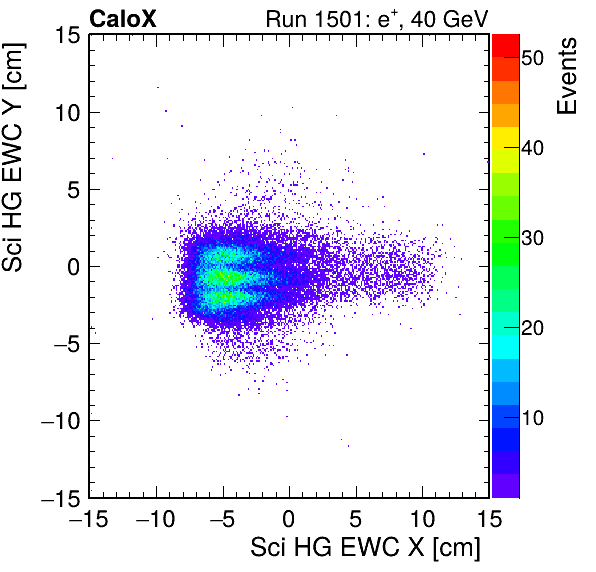 CaloX Run 1501: e+, 40 GeV
Sci HG EWC Y [cm]
15
10
5
0
−5
−10
−15
−15 −10 −5 0 5 10 15
Sci HG EWC X [cm]
Events
50
40
30
20
10